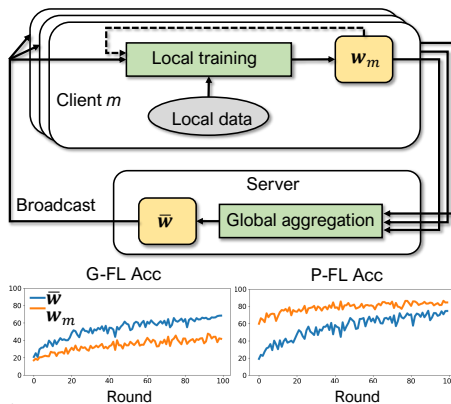 Local training
w_m
Client m
Local data
Server
Broadcast
w̄
Global aggregation
G-FL Acc
P-FL Acc
100
80
60
40
20
0
w̄
w_m
0 20 40 60 80 100
Round
100
80
60
40
20
0
0 20 40 60 80 100
Round